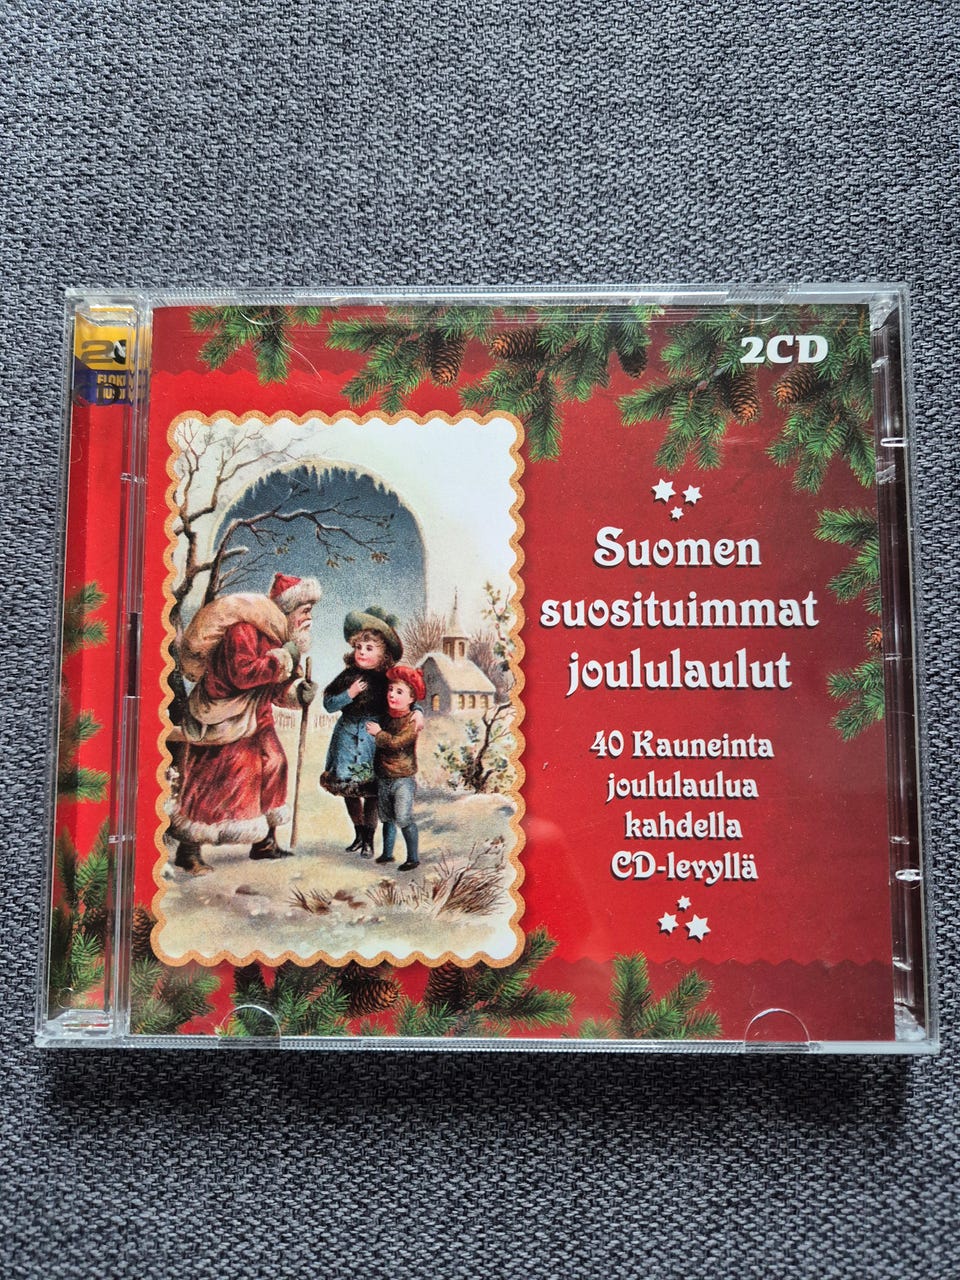 2CD
Suomen
suosituimmat
joululaulut
40 Kauneinta
joululaulua
kahdella
CD-levyllä